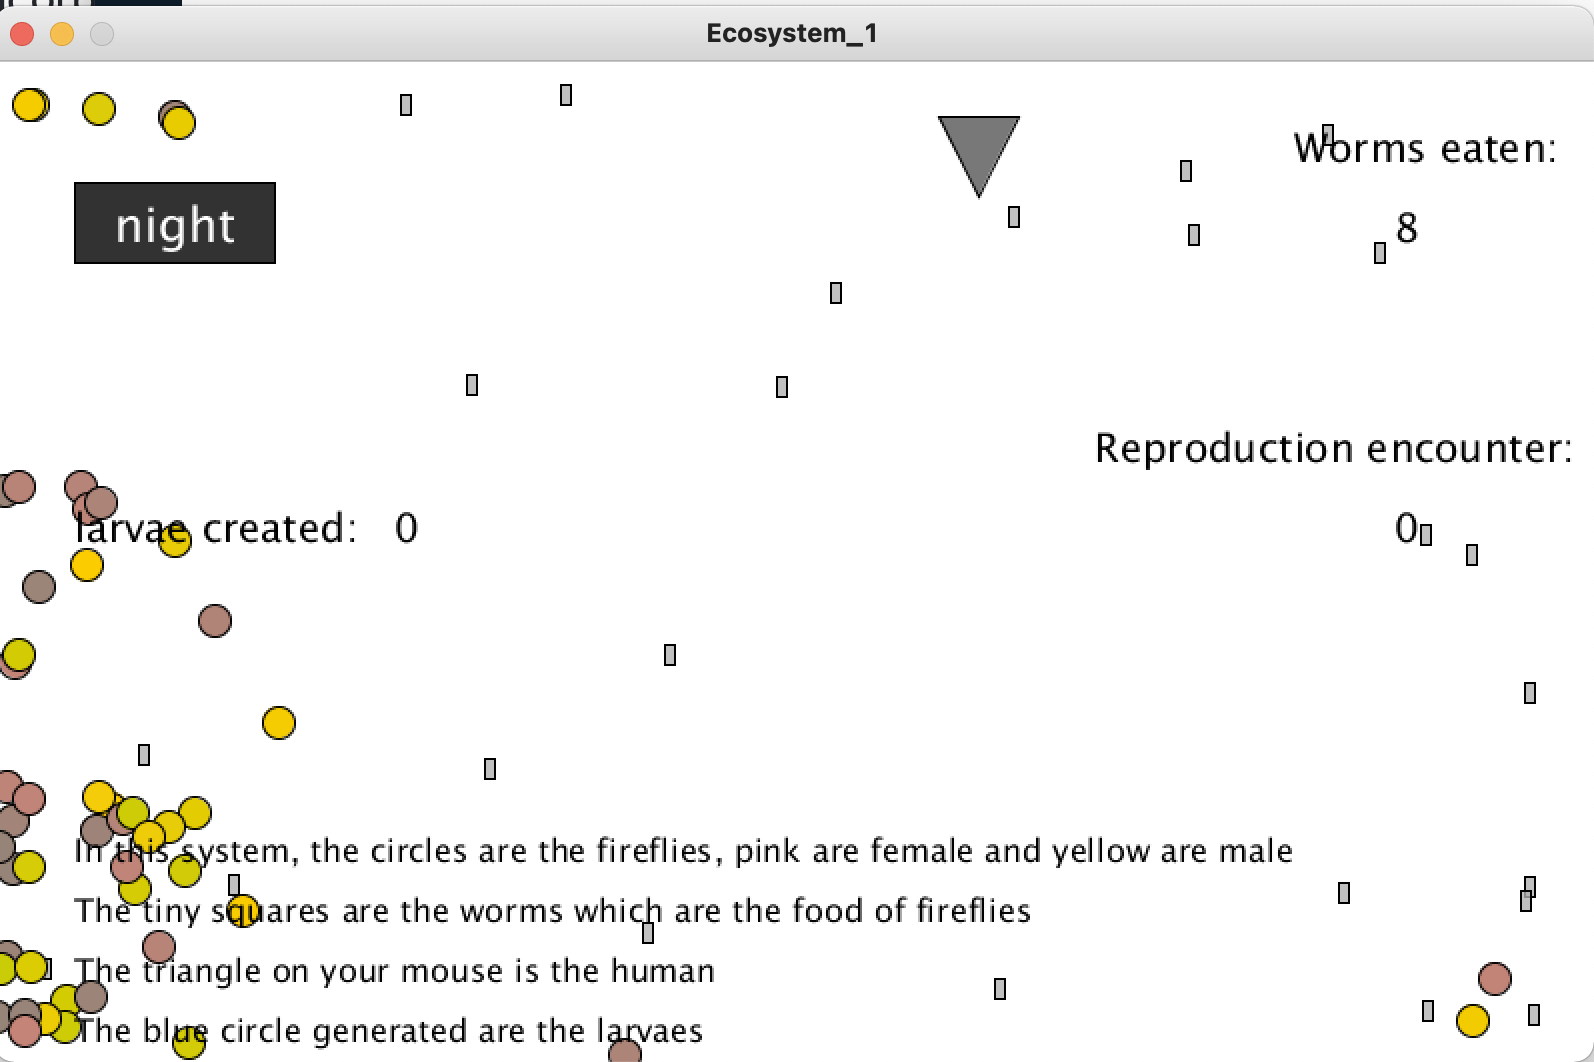 Ecosystem_1
Worms eaten:
night
8
Reproduction encounter:
larvae created: 0
0
In this system, the circles are the fireflies, pink are female and yellow are male
The tiny squares are the worms which are the food of fireflies
The triangle on your mouse is the human
The blue circle generated are the larvaes